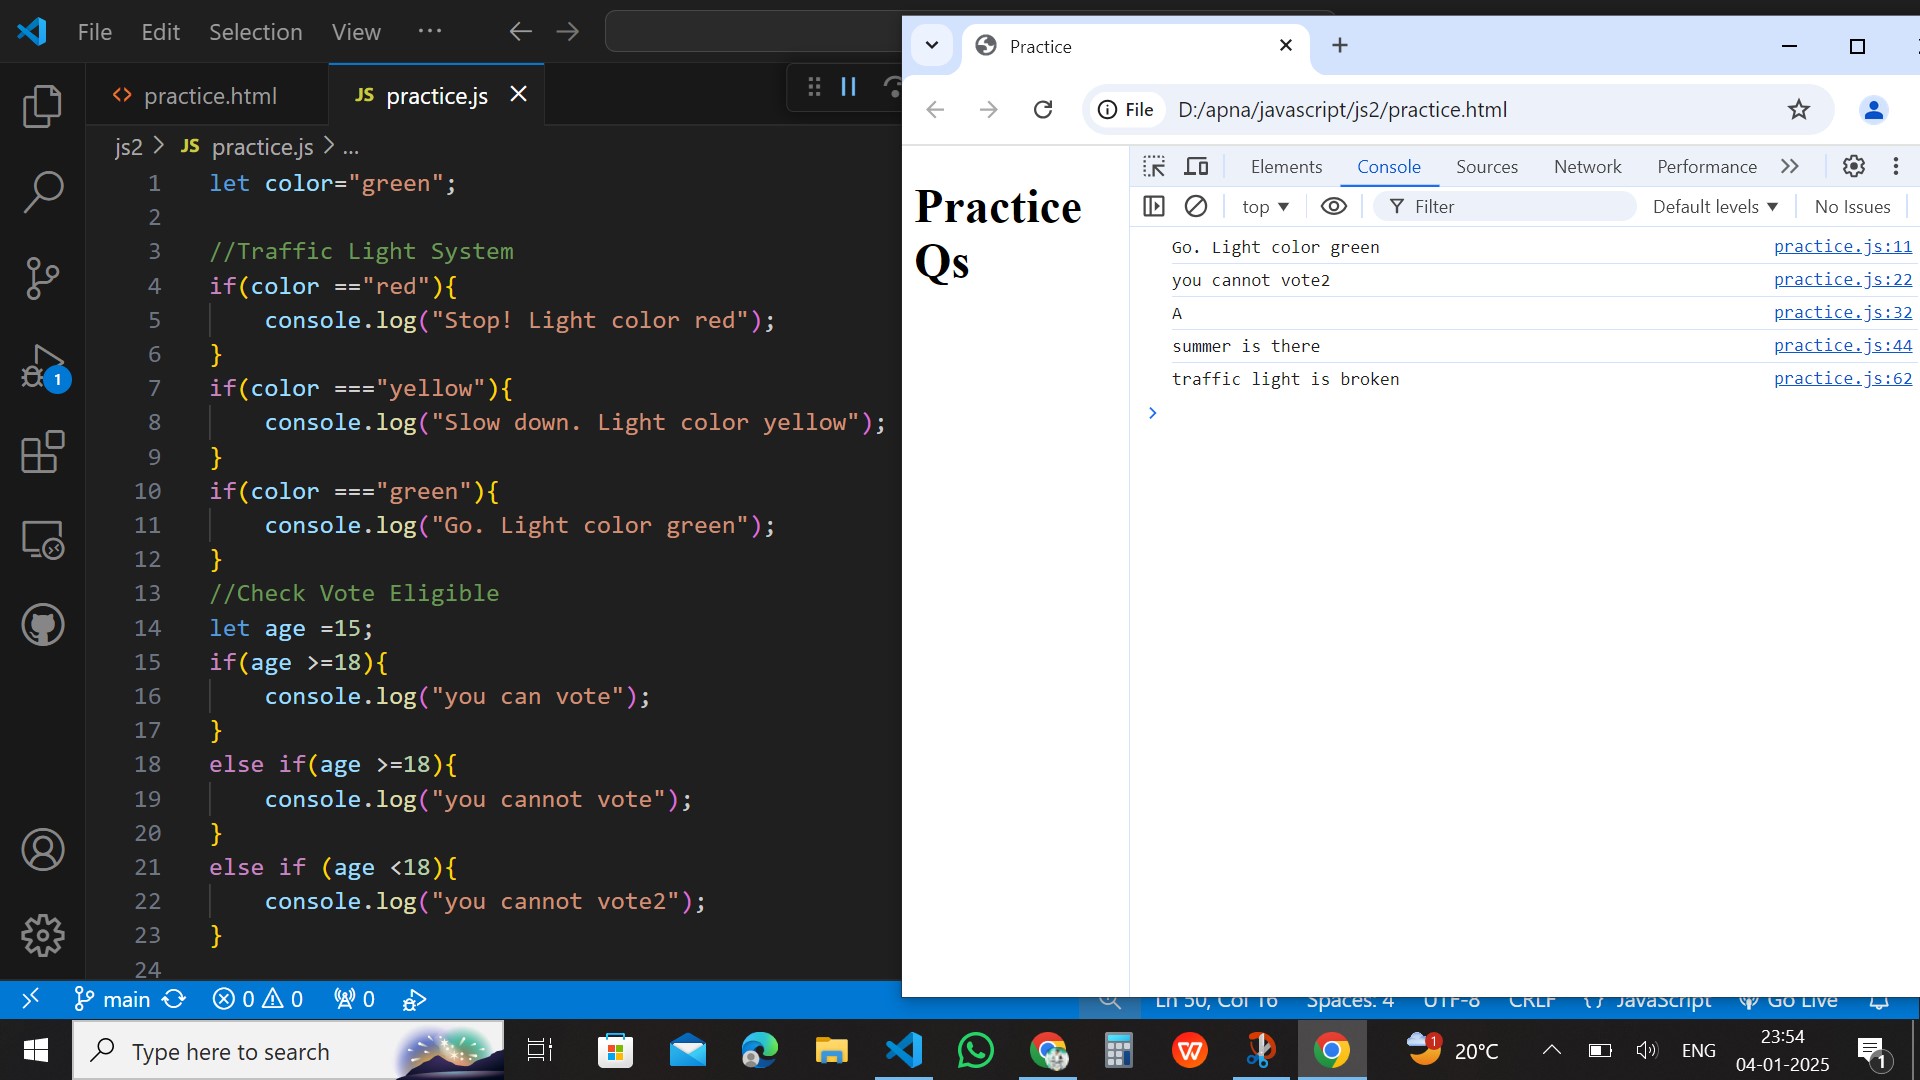 File Edit Selection View ...
practice.html JS practice.js
js2 > JS practice.js > ...
1 let color="green";
2
3 //Traffic Light System
4 if(color =="red"){
5 console.log("Stop! Light color red");
6 }
7 if(color ==="yellow"){
8 console.log("Slow down. Light color yellow");
9 }
10 if(color ==="green"){
11 console.log("Go. Light color green");
12 }
13 //Check Vote Eligible
14 let age =15;
15 if(age >=18){
16 console.log("you can vote");
17 }
18 else if(age >=18){
19 console.log("you cannot vote");
20 }
21 else if (age <18){
22 console.log("you cannot vote2");
23 }
24
1
Practice
File D:/apna/javascript/js2/practice.html
Practice
Qs
Elements Console Sources Network Performance
top Filter Default levels No Issues
Go. Light color green practice.js:11
you cannot vote2 practice.js:22
A practice.js:32
summer is there practice.js:44
traffic light is broken practice.js:62
main 0 0 0 Ln 50, Col 16 Spaces: 4 UTF-8 CRLF {} JavaScript Go Live
Type here to search 1 20°C ENG 23:54
04-01-2025 1